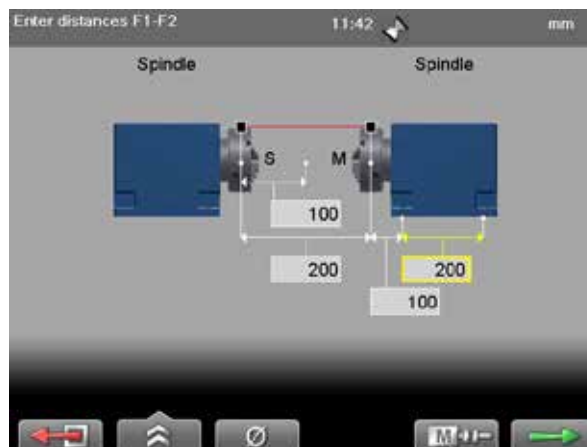 Enter distances F1-F2 11:42 mm
Spindle Spindle
S M
100
200 200
100
Ø M